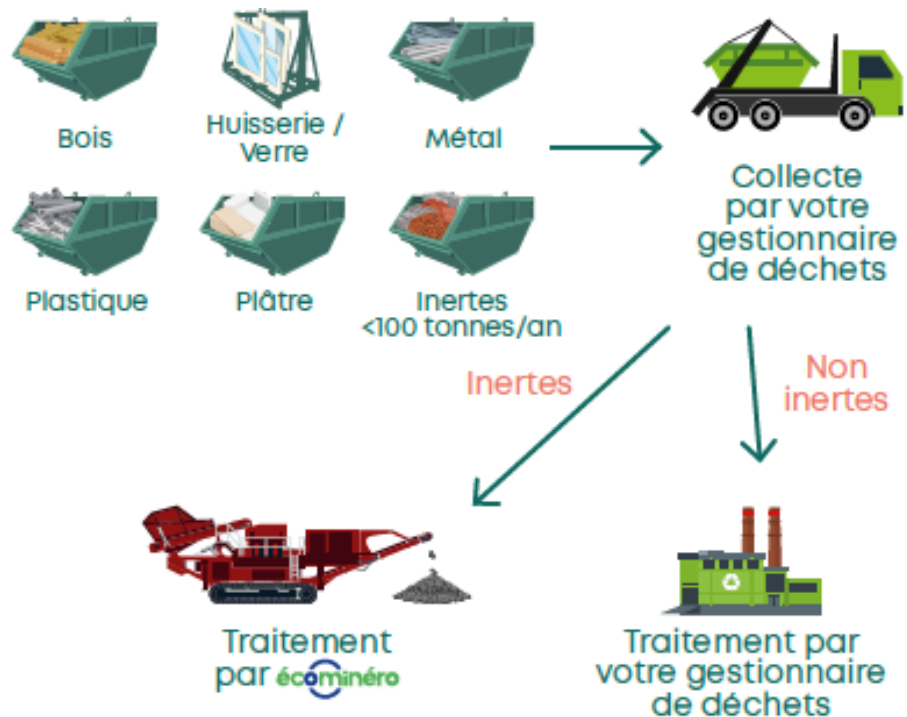 Bois
Huisserie /
Verre
Métal
Collecte
par votre
gestionnaire
de déchets
Plastique
Plâtre
Inertes
<100 tonnes/an
Inertes
Non
inertes
Traitement
par écominéro
Traitement par
votre gestionnaire
de déchets